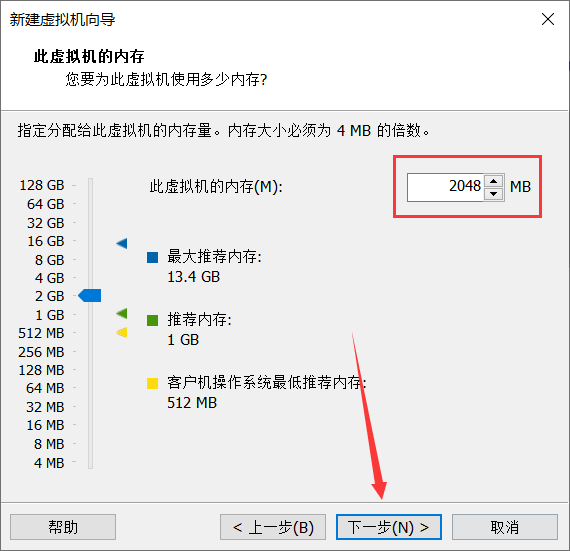 新建虚拟机向导
此虚拟机的内存
您要为此虚拟机使用多少内存?
指定分配给此虚拟机的内存量。内存大小必须为 4 MB 的倍数。
128 GB
64 GB
32 GB
16 GB
8 GB
4 GB
2 GB
1 GB
512 MB
256 MB
128 MB
64 MB
32 MB
16 MB
8 MB
4 MB
此虚拟机的内存(M):
2048 MB
最大推荐内存:
13.4 GB
推荐内存:
1 GB
客户机操作系统最低推荐内存:
512 MB
帮助
< 上一步(B)
下一步(N) >
取消